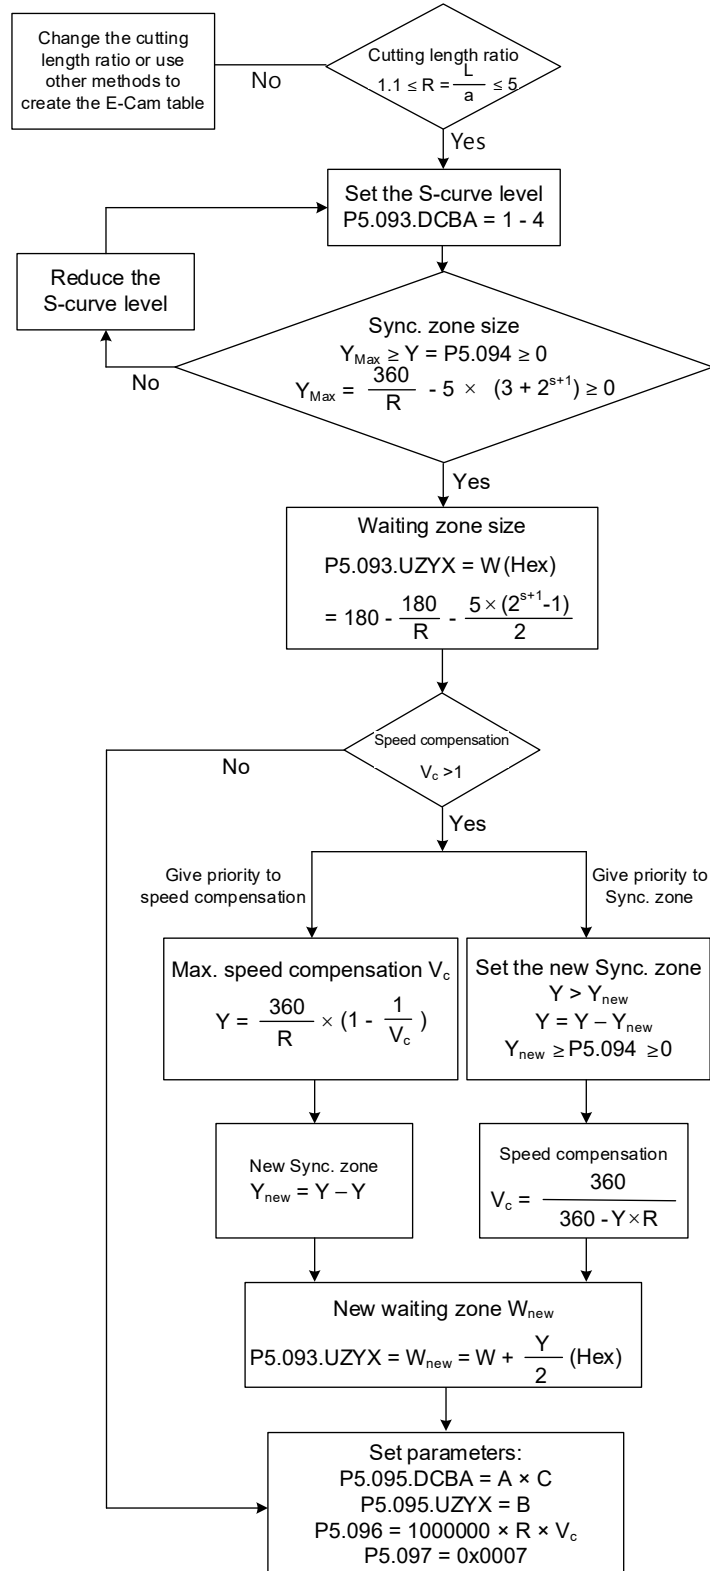 Change the cutting
length ratio or use
other methods to
create the E-Cam table
No
Cutting length ratio
1.1 ≤ R = L/a ≤ 5
Yes
Set the S-curve level
P5.093.DCBA = 1 - 4
Reduce the
S-curve level
No
Sync. zone size
Y_Max ≥ Y = P5.094 ≥ 0
Y_Max = 360/R - 5 × (3 + 2^(s+1)) ≥ 0
Yes
Waiting zone size
P5.093.UZYX = W (Hex)
= 180 - 180/R - 5 × (2^(s+1) -1)/2
Speed compensation
V_c >1
No
Yes
Give priority to
speed compensation
Give priority to
Sync. zone
Max. speed compensation V_c
Y = 360/R × (1 - 1/V_c)
Set the new Sync. zone
Y > Y_new
Y = Y – Y_new
Y_new ≥ P5.094 ≥ 0
New Sync. zone
Y_new = Y – Y
Speed compensation
V_c = 360/(360 - Y × R)
New waiting zone W_new
P5.093.UZYX = W_new = W + Y/2 (Hex)
Set parameters:
P5.095.DCBA = A × C
P5.095.UZYX = B
P5.096 = 1000000 × R × V_c
P5.097 = 0x0007